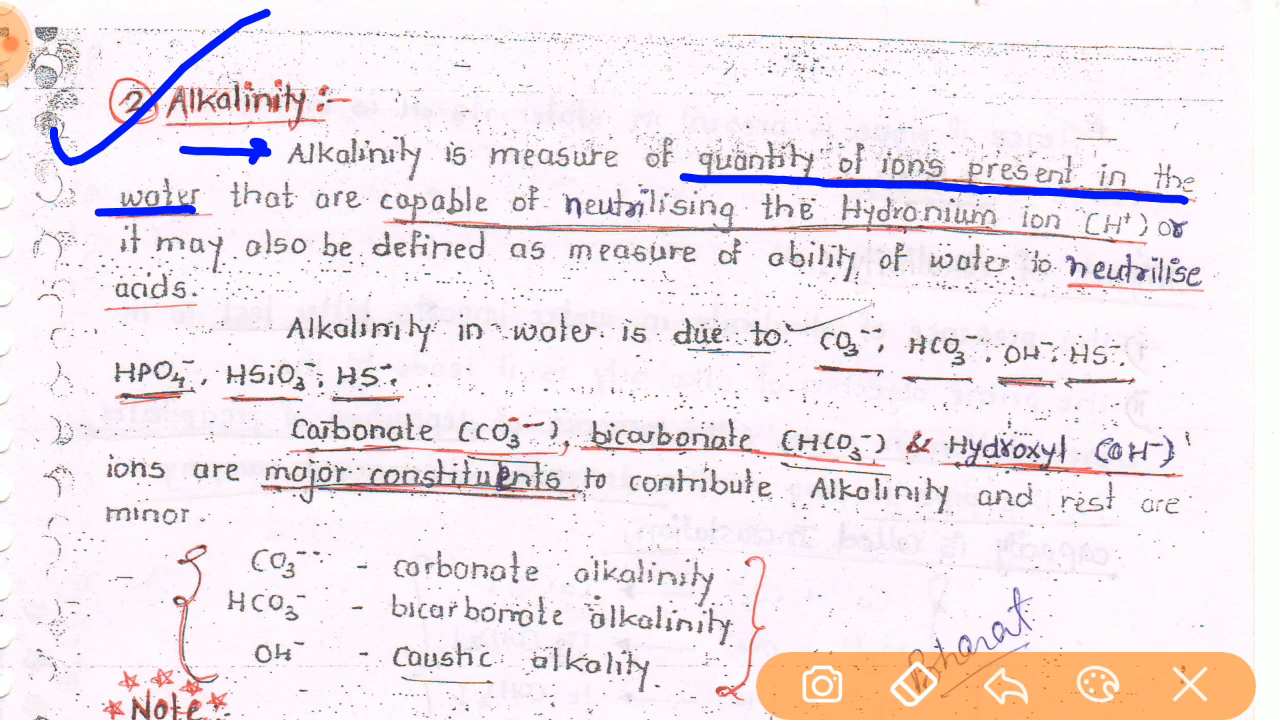 2 Alkalinity :-
→ Alkalinity is measure of quantity of ions present in the
water that are capable of neutrilising the Hydronium ion (H⁺) or
it may also be defined as measure of ability of water to neutrilise
acids.
Alkalinity in water is due to CO₃⁻⁻, HCO₃⁻, OH⁻, HS⁻,
HPO₄⁻, HSiO₃⁻, HS⁻.
Carbonate (CO₃⁻⁻), bicarbonate (HCO₃⁻) & Hydroxyl (OH⁻)
ions are major constituents to contribute Alkalinity and rest are
minor.
CO₃⁻⁻ - carbonate alkalinity
HCO₃⁻ - bicarbonate alkalinity
OH⁻ - caustic alkality
Bharat
Note